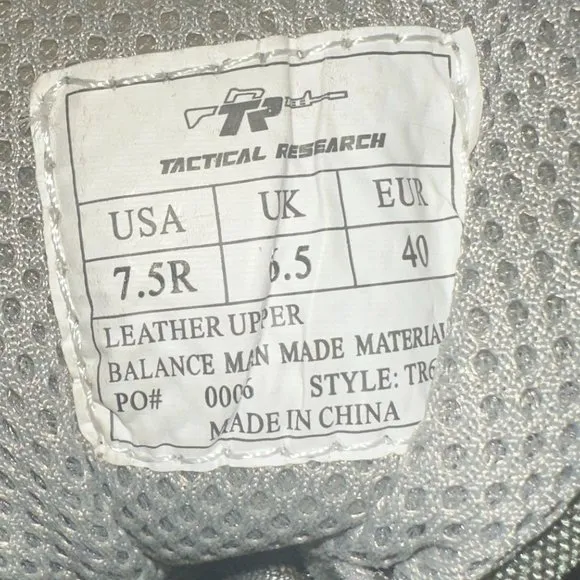 TR
TACTICAL RESEARCH
USA UK EUR
7.5R 6.5 40
LEATHER UPPER
BALANCE MAN MADE MATERIAL
PO# 0006 STYLE:
MADE IN CHINA